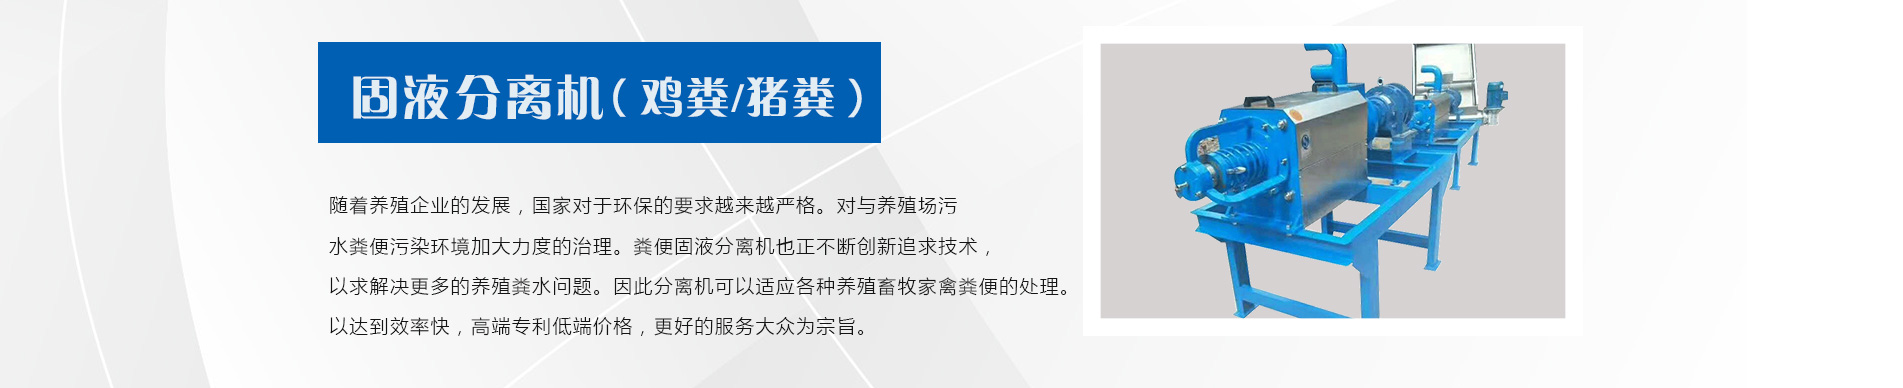 固液分离机(鸡粪/猪粪)
随着养殖企业的发展，国家对于环保的要求越来越严格。对与养殖场污
水粪便污染环境加大力度的治理。粪便固液分离机也正不断创新追求技术，
以求解决更多的养殖粪水问题。因此分离机可以适应各种养殖畜牧家禽粪便的处理。
以达到效率快，高端专利低端价格，更好的服务大众为宗旨。